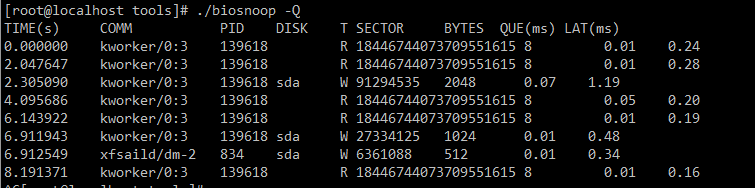 [root@localhost tools]# ./biosnoop -Q
TIME(s) COMM PID DISK T SECTOR BYTES QUE(ms) LAT(ms)
0.000000 kworker/0:3 139618 R 18446744073709551615 8 0.01 0.24
2.047647 kworker/0:3 139618 R 18446744073709551615 8 0.01 0.28
2.305090 kworker/0:3 139618 sda W 91294535 2048 0.07 1.19
4.095686 kworker/0:3 139618 R 18446744073709551615 8 0.05 0.20
6.143922 kworker/0:3 139618 R 18446744073709551615 8 0.01 0.19
6.911943 kworker/0:3 139618 sda W 27334125 1024 0.01 0.48
6.912549 xfsaild/dm-2 834 sda W 6361088 512 0.01 0.34
8.191371 kworker/0:3 139618 R 18446744073709551615 8 0.01 0.16